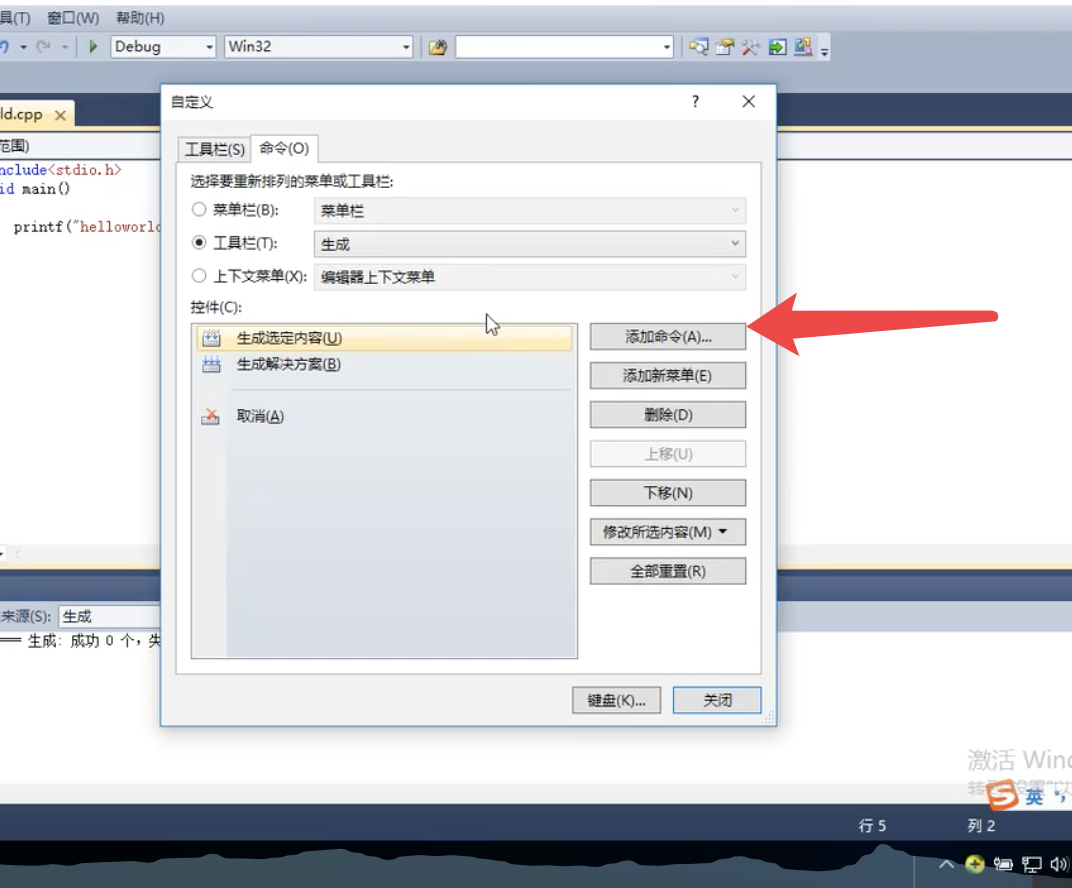 具(T) 窗口(W) 帮助(H)
Debug Win32
ld.cpp
自定义 ?
范围)
工具栏(S) 命令(O)
nclude<stdio.h>
id main()
printf("helloworld
选择要重新排列的菜单或工具栏:
菜单栏(B): 菜单栏
工具栏(T): 生成
上下文菜单(X): 编辑器上下文菜单
控件(C):
生成选定内容(U)
生成解决方案(B)
取消(A)
添加命令(A)...
添加新菜单(E)
删除(D)
上移(U)
下移(N)
修改所选内容(M)
全部重置(R)
键盘(K)... 关闭
来源(S): 生成
=== 生成: 成功 0 个，失
激活 Wind
转到"设置"以
英
行 5 列 2